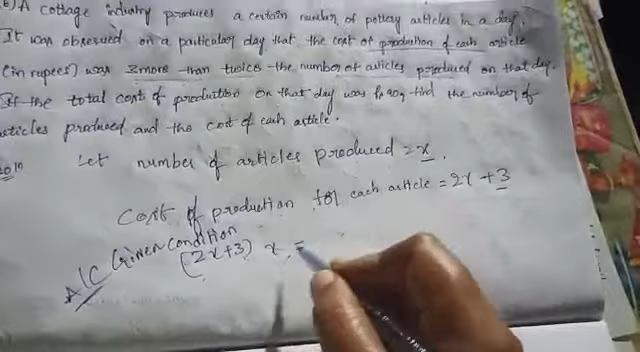 A cottage industry produces a certain number of pottery articles in a day.
It was observed on a particular day that the cost of production of each article
(in rupees) was 3 more than twice the number of articles produced on that day.
If the total cost of production on that day was Rs 90, find the number of
articles produced and the cost of each article.
Let number of articles produced = x.
Cost of production for each article = 2x + 3
A/C Given condition
(2x+3) x =